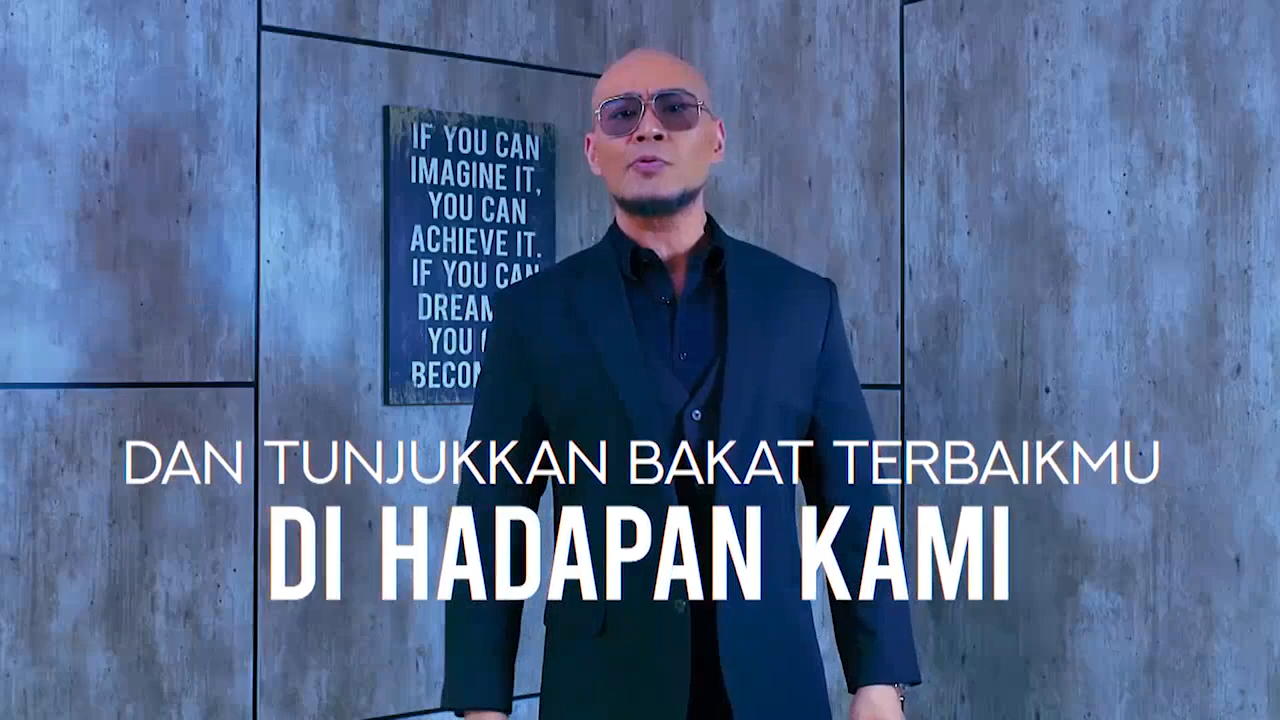 IF YOU CAN
IMAGINE IT,
YOU CAN
ACHIEVE IT.
IF YOU CAN
DREAM
YOU
BECOM
DAN TUNJUKKAN BAKAT TERBAIKMU
DI HADAPAN KAMI